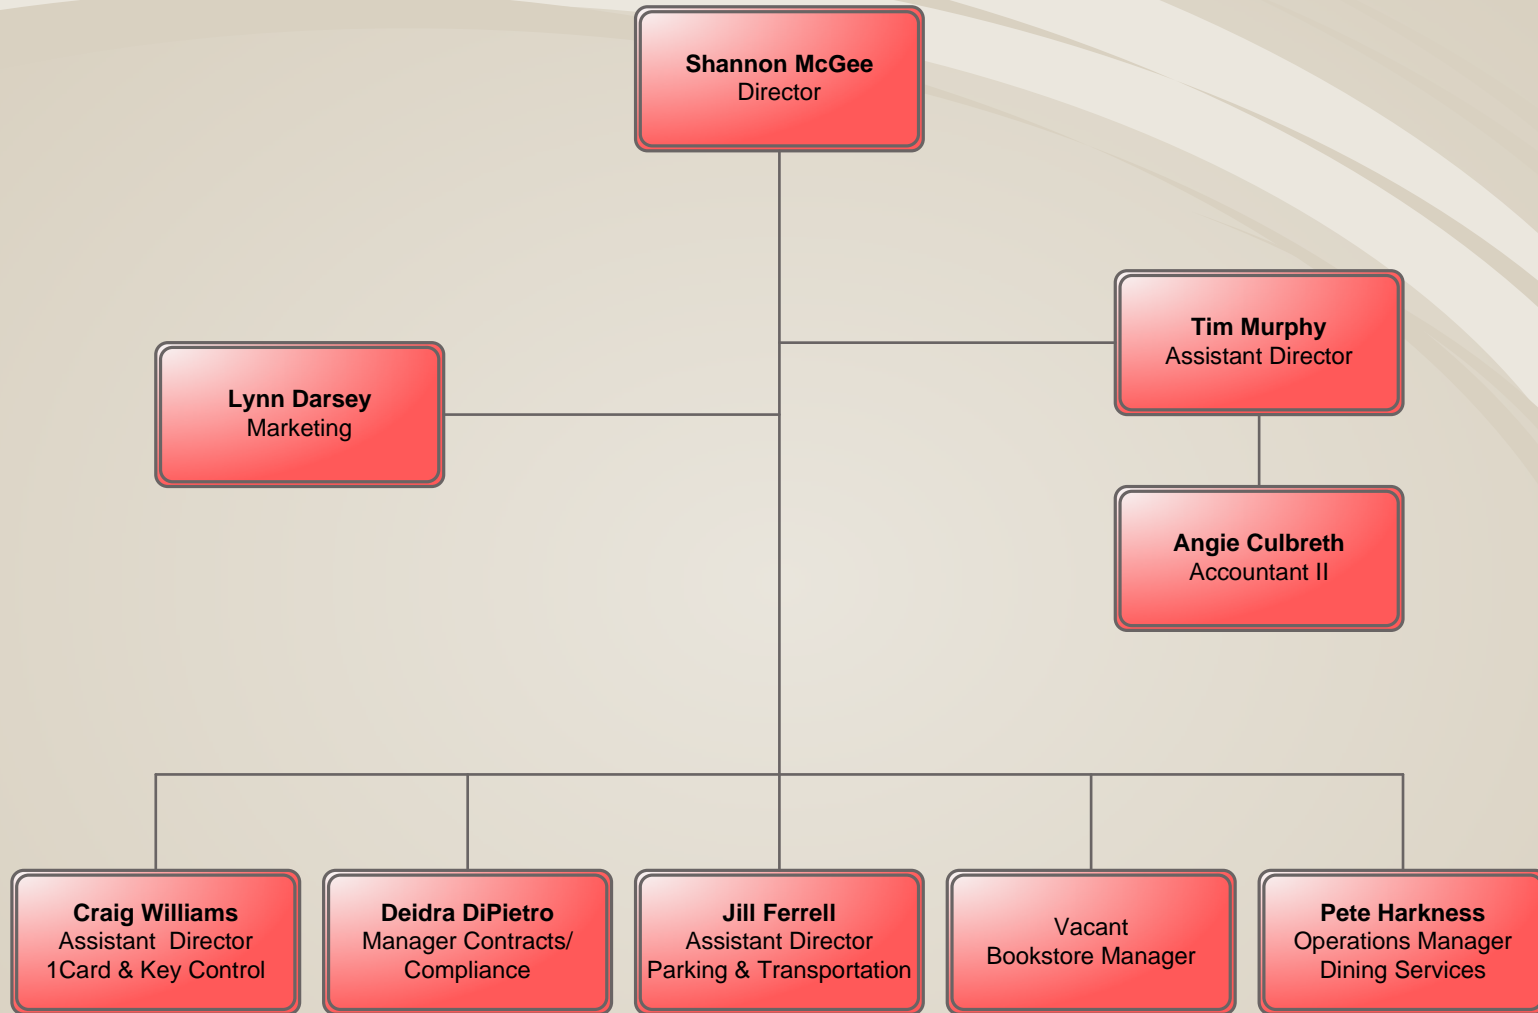 Shannon McGee
Director
Tim Murphy
Assistant Director
Lynn Darsey
Marketing
Angie Culbreth
Accountant II
Craig Williams
Assistant  Director
1Card & Key Control
Deidra DiPietro
Manager Contracts/
Compliance
Jill Ferrell
Assistant Director
Parking & Transportation
Vacant
Bookstore Manager
Pete Harkness
Operations Manager
Dining Services